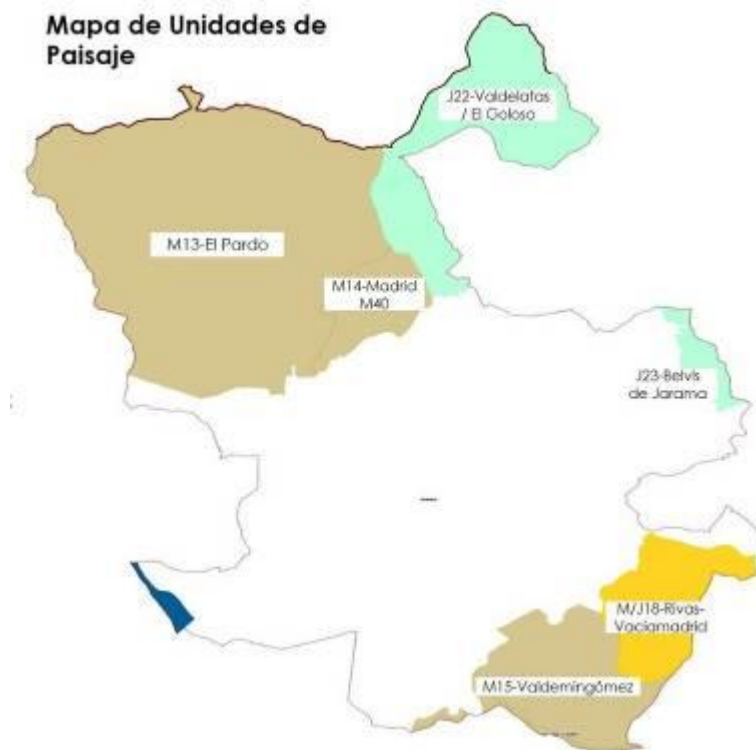 Mapa de Unidades de
Paisaje
J22-Valdelatas
/ El Goloso
M13-El Pardo
M14-Madrid
M40
J23-Belvis
de Jarama
M/J18-Rivas-
Vaciamadrid
M15-Valdemingómez